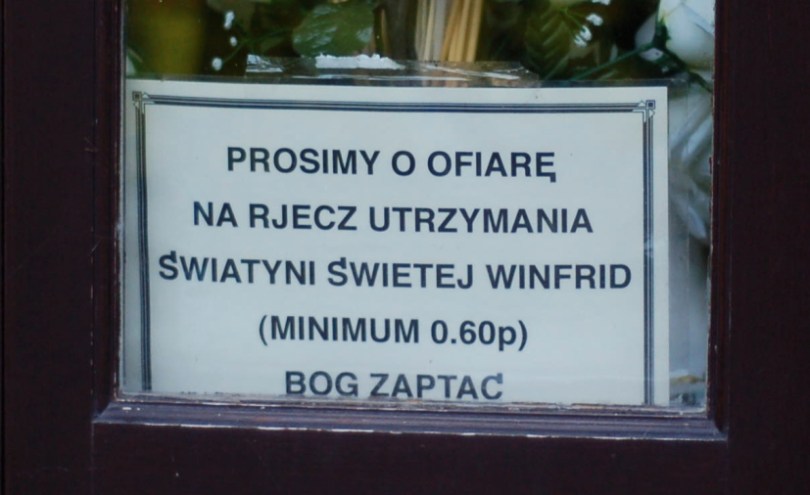 PROSIMY O OFIARĘ
NA RJECZ UTRZYMANIA
ŚWIATYNI ŚWIETEJ WINFRID
(MINIMUM 0.60p)
BOG ZAPTAĆ